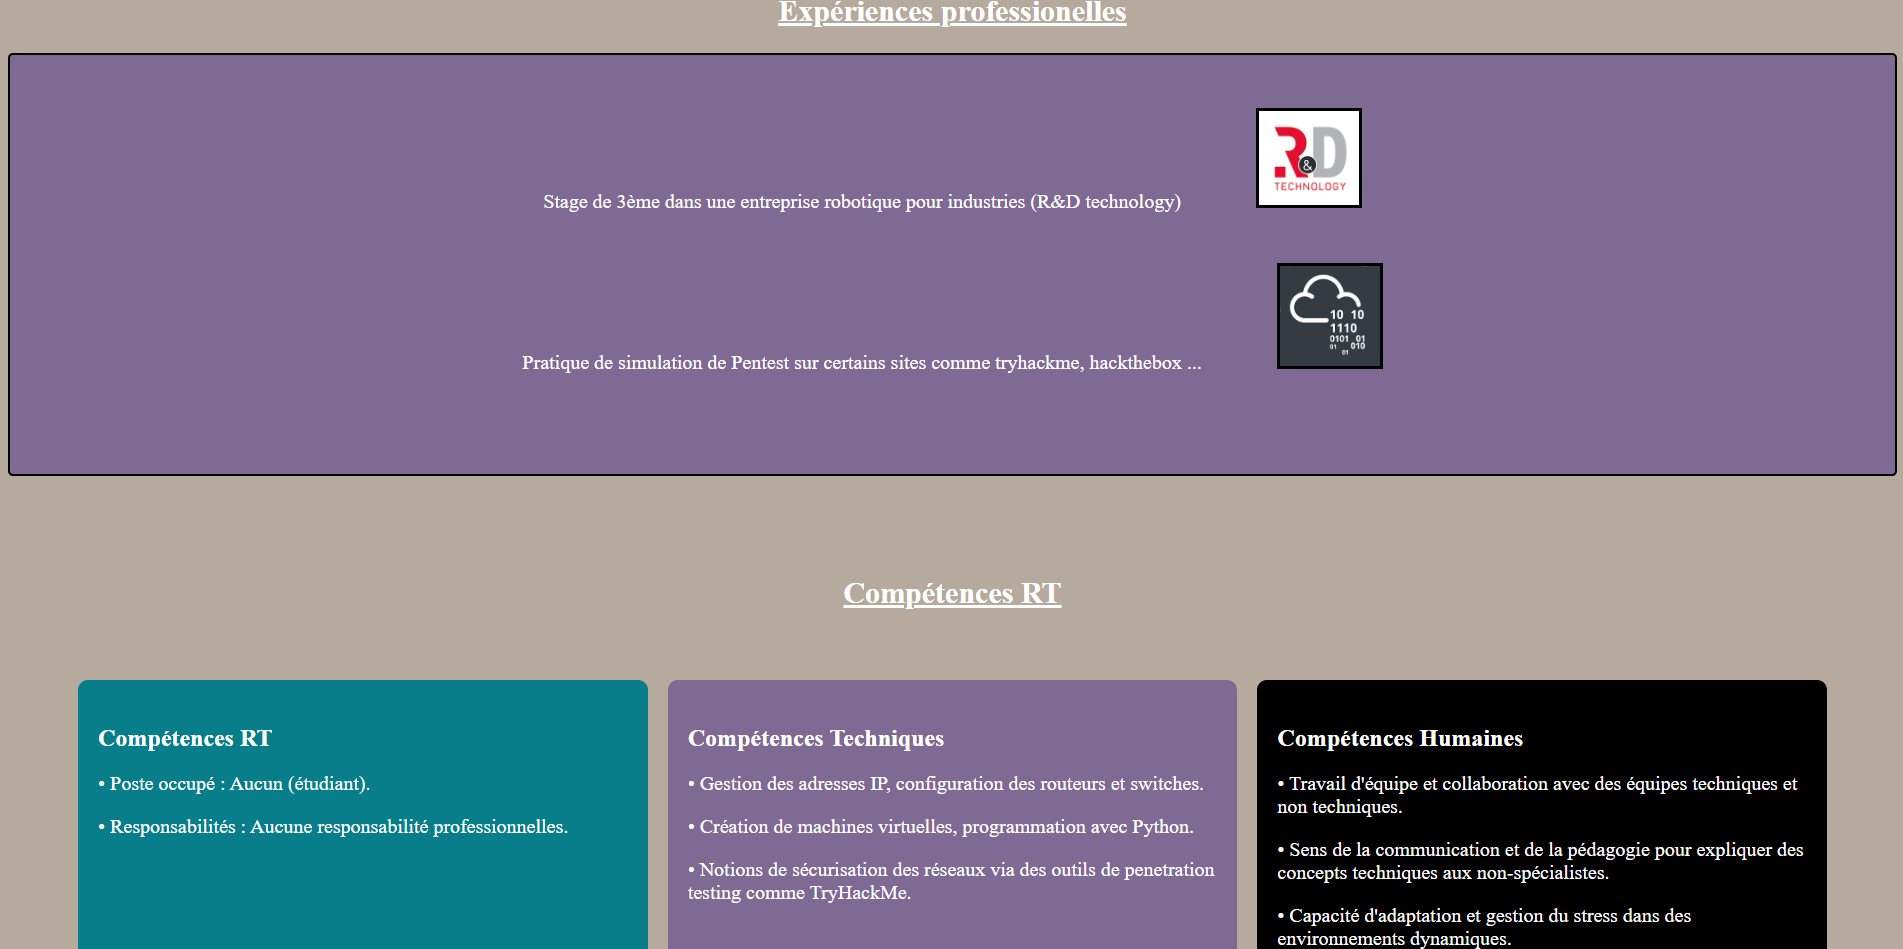 Expériences professionelles
R&D
TECHNOLOGY
Stage de 3ème dans une entreprise robotique pour industries (R&D technology)
10 10
1110
0101 01
01 010
01
Pratique de simulation de Pentest sur certains sites comme tryhackme, hackthebox ...
Compétences RT
Compétences RT
• Poste occupé : Aucun (étudiant).
• Responsabilités : Aucune responsabilité professionnelles.
Compétences Techniques
• Gestion des adresses IP, configuration des routeurs et switches.
• Création de machines virtuelles, programmation avec Python.
• Notions de sécurisation des réseaux via des outils de penetration
testing comme TryHackMe.
Compétences Humaines
• Travail d'équipe et collaboration avec des équipes techniques et
non techniques.
• Sens de la communication et de la pédagogie pour expliquer des
concepts techniques aux non-spécialistes.
• Capacité d'adaptation et gestion du stress dans des
environnements dynamiques.